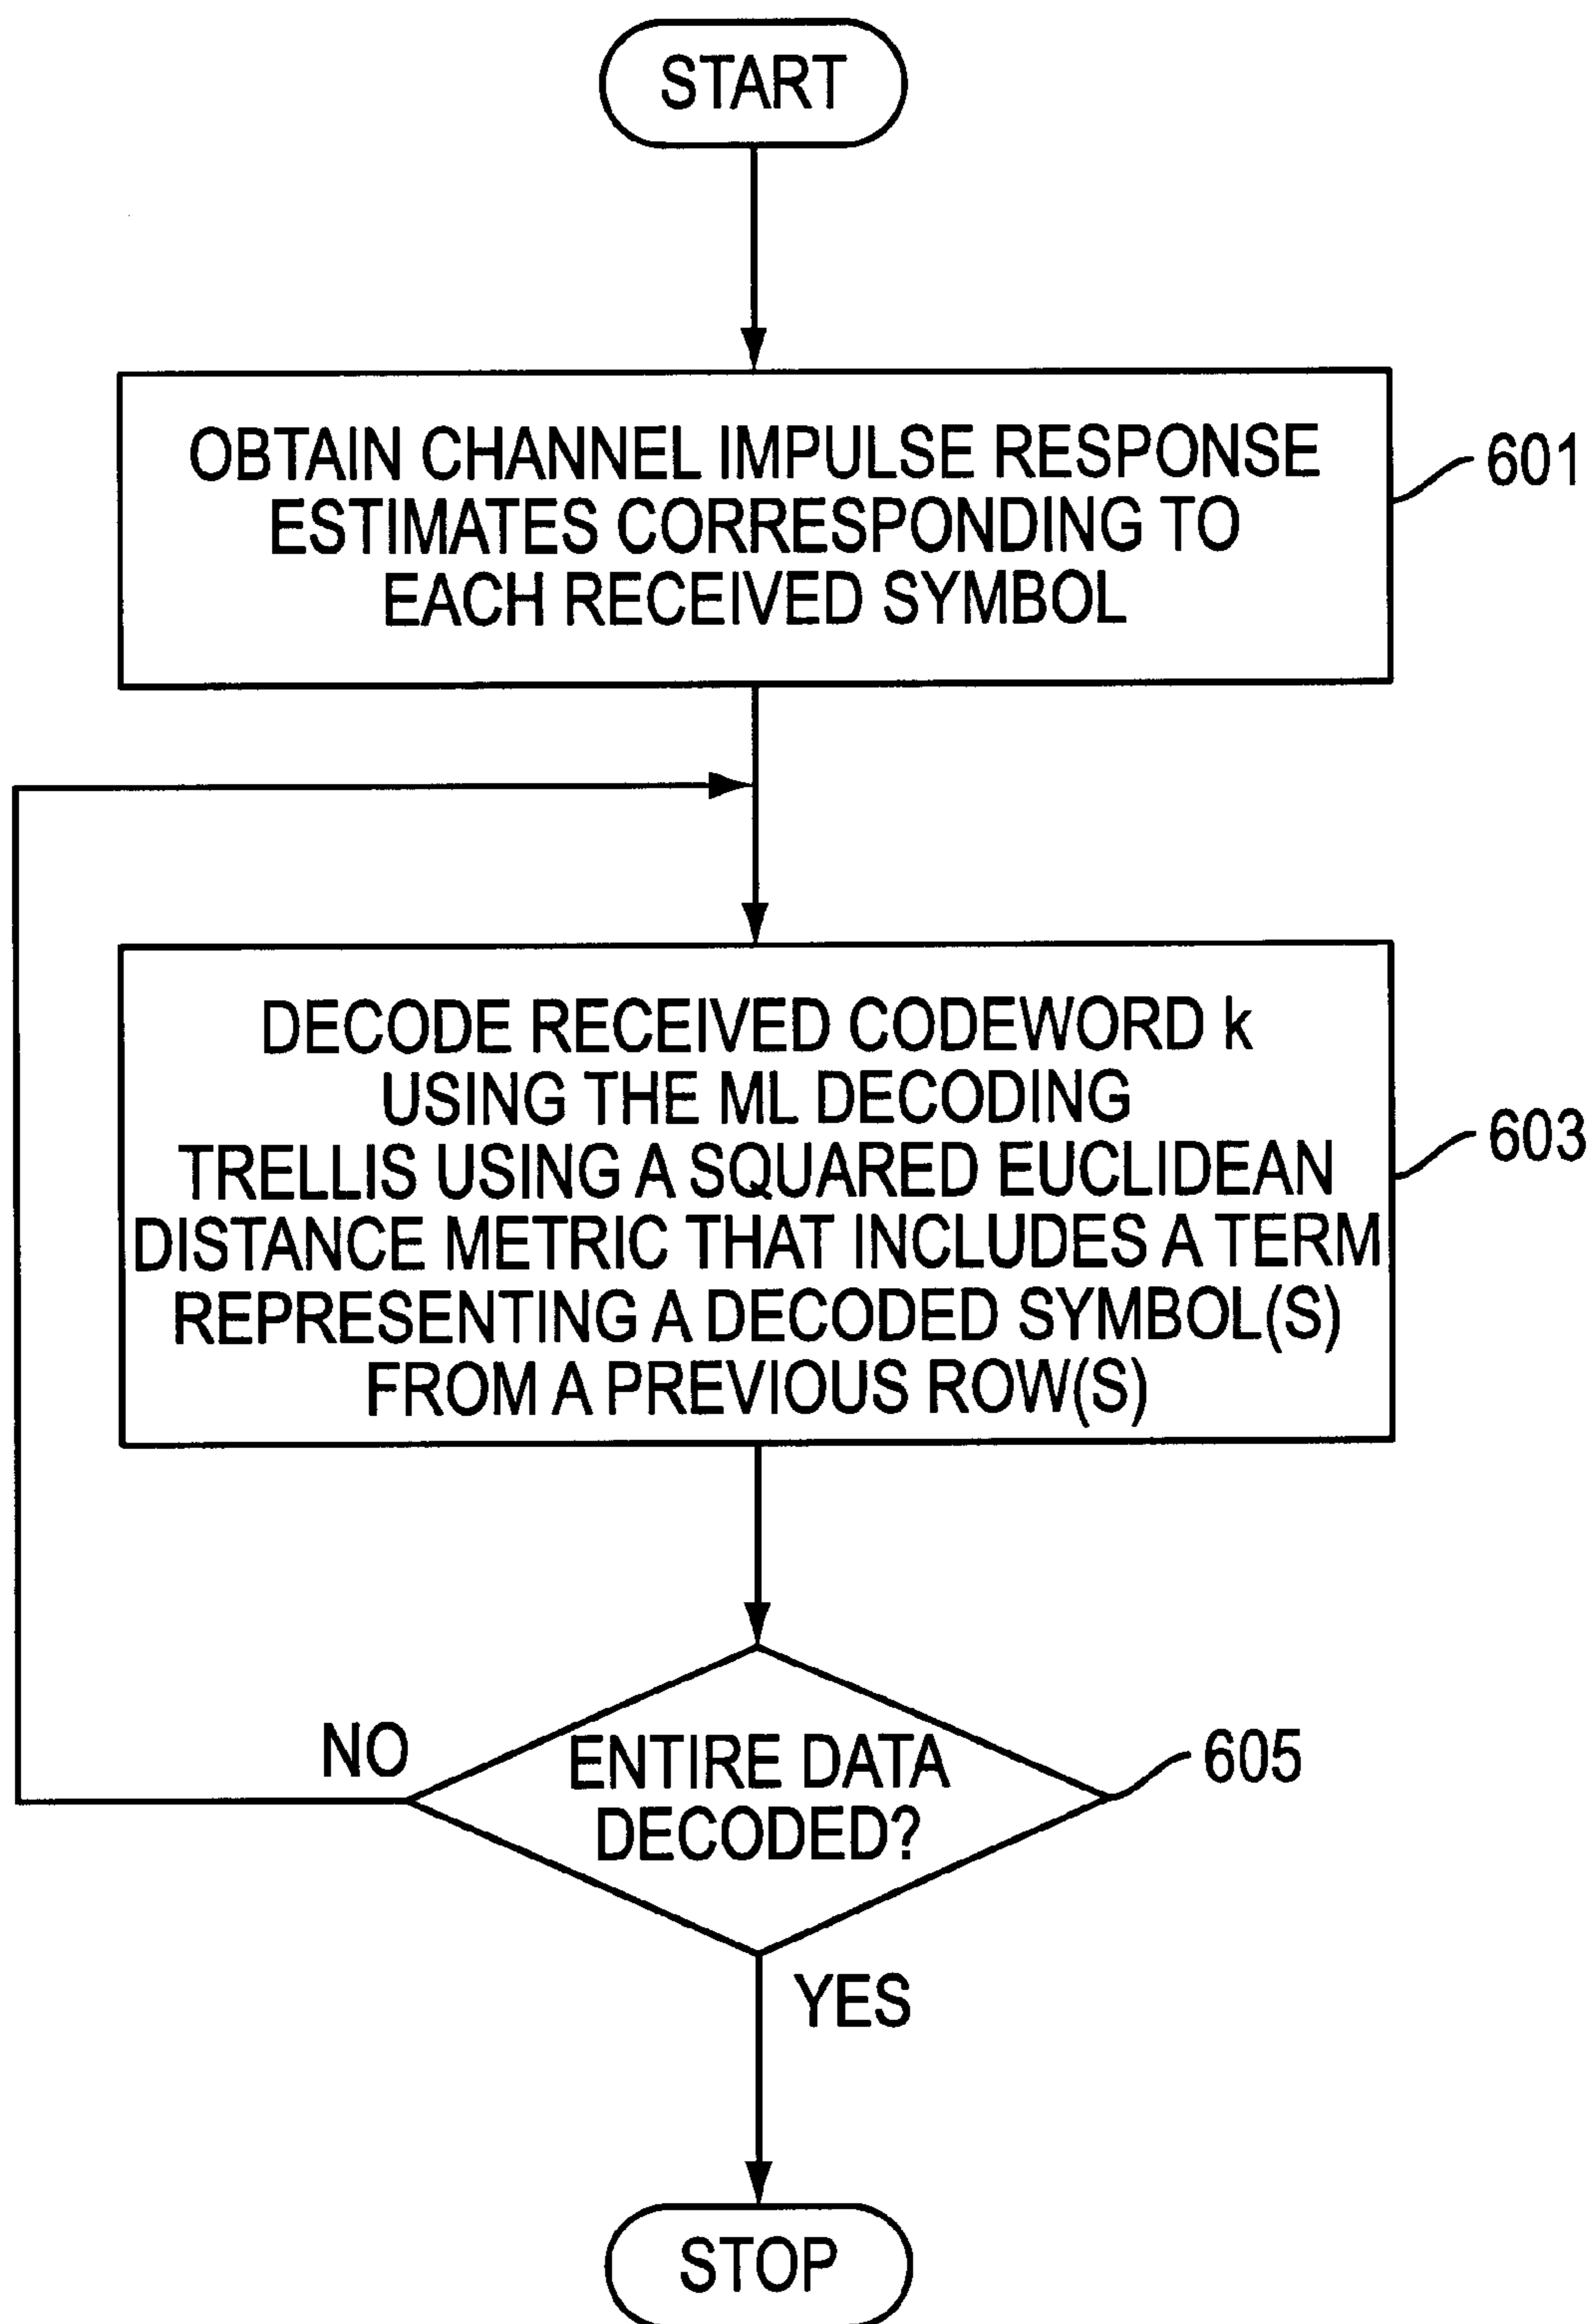 START
OBTAIN CHANNEL IMPULSE RESPONSE
ESTIMATES CORRESPONDING TO
EACH RECEIVED SYMBOL
601
DECODE RECEIVED CODEWORD k
USING THE ML DECODING
TRELLIS USING A SQUARED EUCLIDEAN
DISTANCE METRIC THAT INCLUDES A TERM
REPRESENTING A DECODED SYMBOL(S)
FROM A PREVIOUS ROW(S)
603
NO
ENTIRE DATA
DECODED?
605
YES
STOP